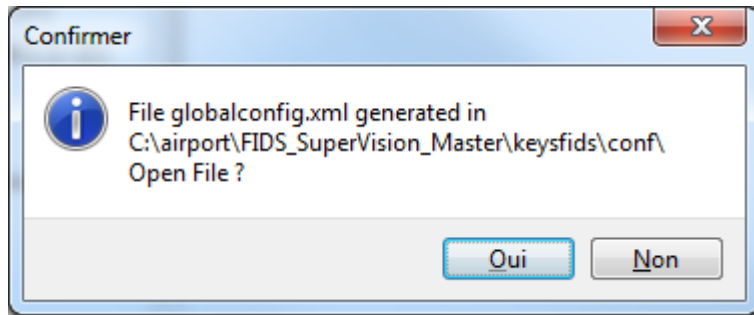 Confirmer
File globalconfig.xml generated in
C:\airport\FIDS_SuperVision_Master\keysfids\conf\
Open File ?
Oui
Non